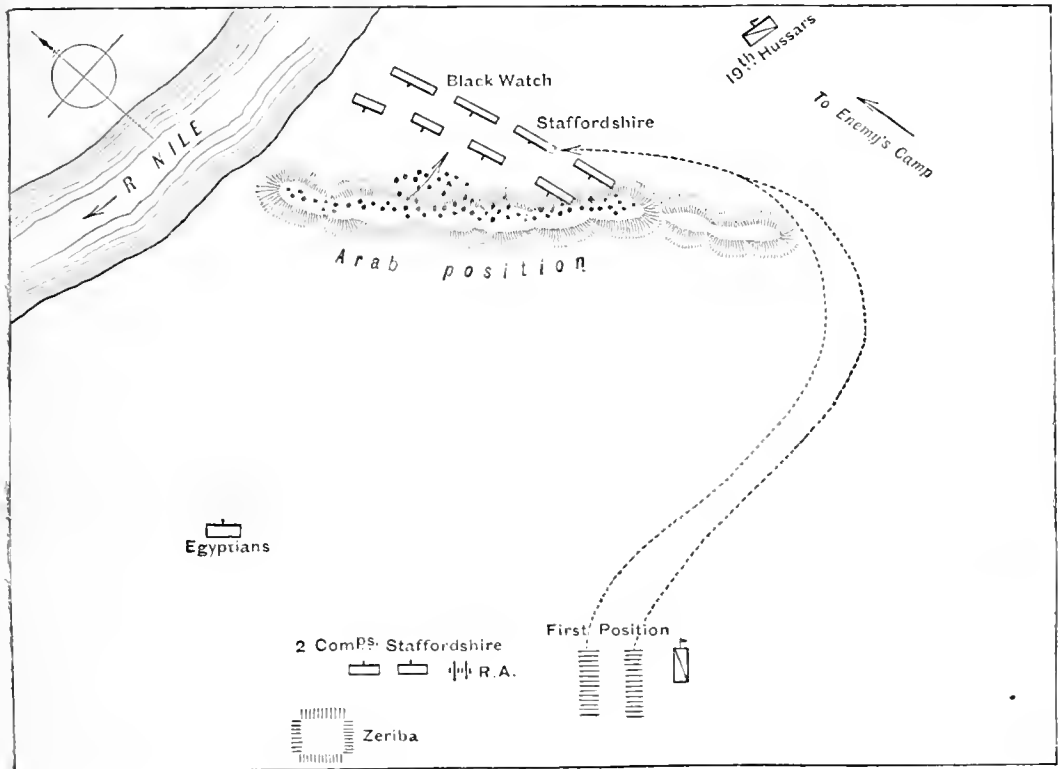 19th Hussars
Black Watch
To Enemy's Camp
Staffordshire
R NILE
Arab position
Egyptians
First Position
2 Comps. Staffordshire
R.A.
Zeriba